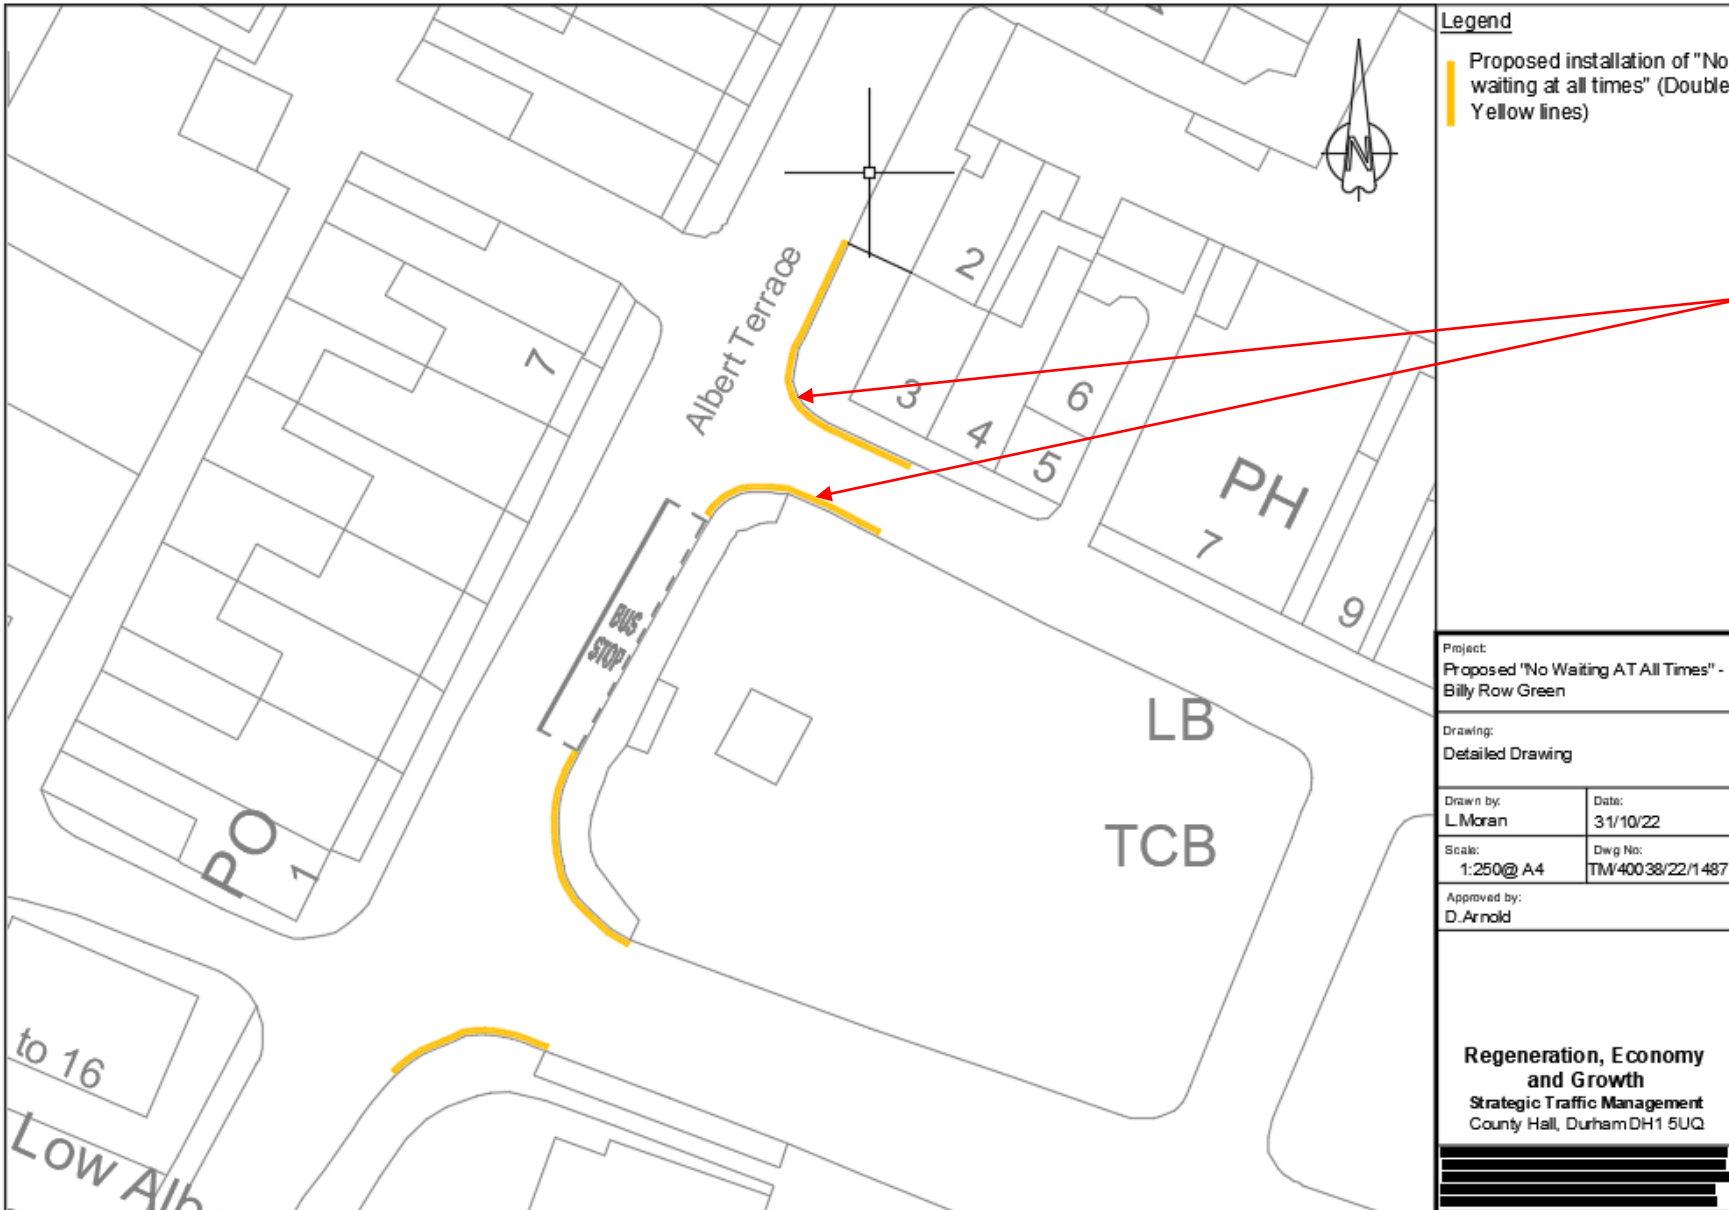 Legend
Proposed installation of "No
waiting at all times" (Double
Yellow lines)
N
Albert Terrace
2
7
3
6
4
5
PH
7
9
BUS
STOP
LB
TCB
PO
1
to 16
Low Alb
Project:
Proposed "No Waiting AT All Times" -
Billy Row Green
Drawing:
Detailed Drawing
Drawn by:
L.Moran
Date:
31/10/22
Scale:
1:250@ A4
Dwg No:
TM/40038/22/1487
Approved by:
D.Arnold
Regeneration, Economy
and Growth
Strategic Traffic Management
County Hall, Durham DH1 5UQ